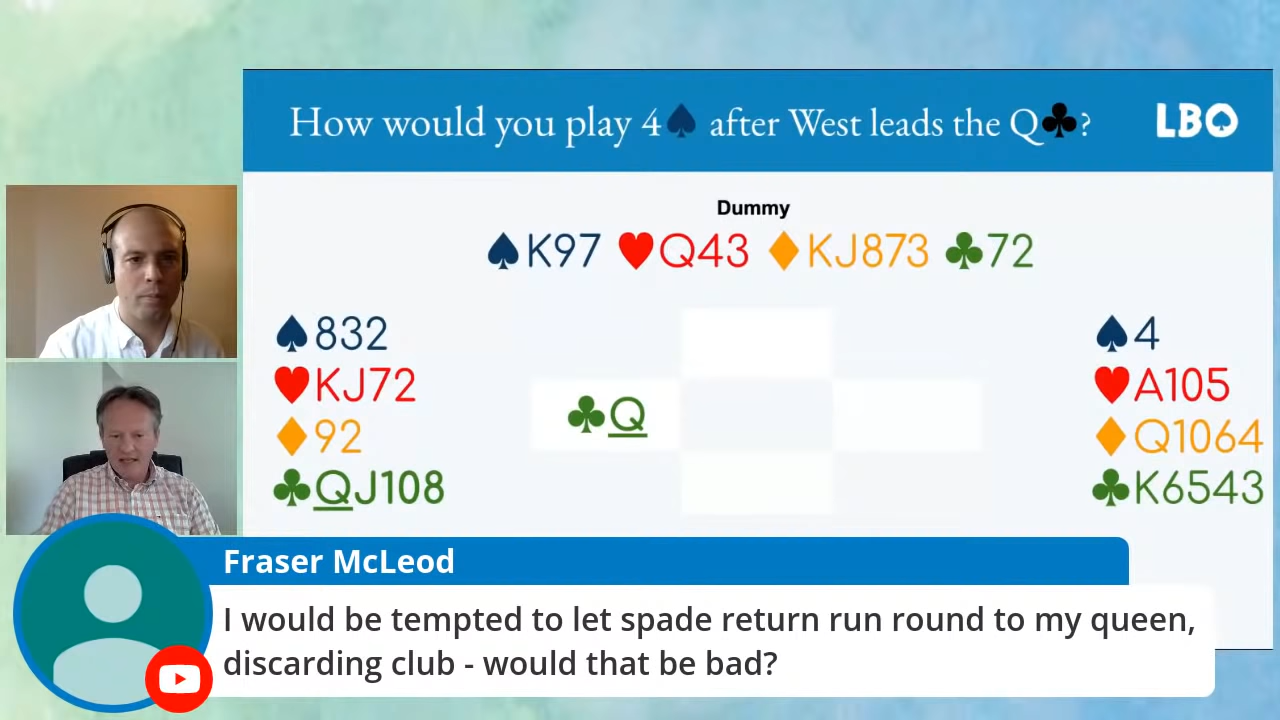 How would you play 4♠ after West leads the Q♣?
LBO
Dummy
♠K97 ♥Q43 ♦KJ873 ♣72
♠832
♥KJ72
♦92
♣QJ108
♣Q
♠4
♥A105
♦Q1064
♣K6543
Fraser McLeod
I would be tempted to let spade return run round to my queen,
discarding club - would that be bad?